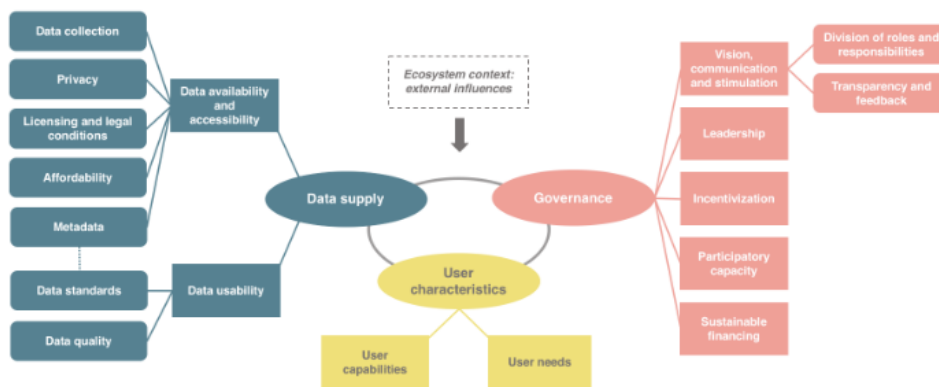 Data collection
Privacy
Licensing and legal
conditions
Affordability
Metadata
Data standards
Data quality
Data availability
and
accessibility
Data usability
Data supply
Ecosystem context:
external influences
Governance
User
characteristics
User
capabilities
User needs
Vision,
communication
and stimulation
Leadership
Incentivization
Participatory
capacity
Sustainable
financing
Division of roles and
responsibilities
Transparency and
feedback